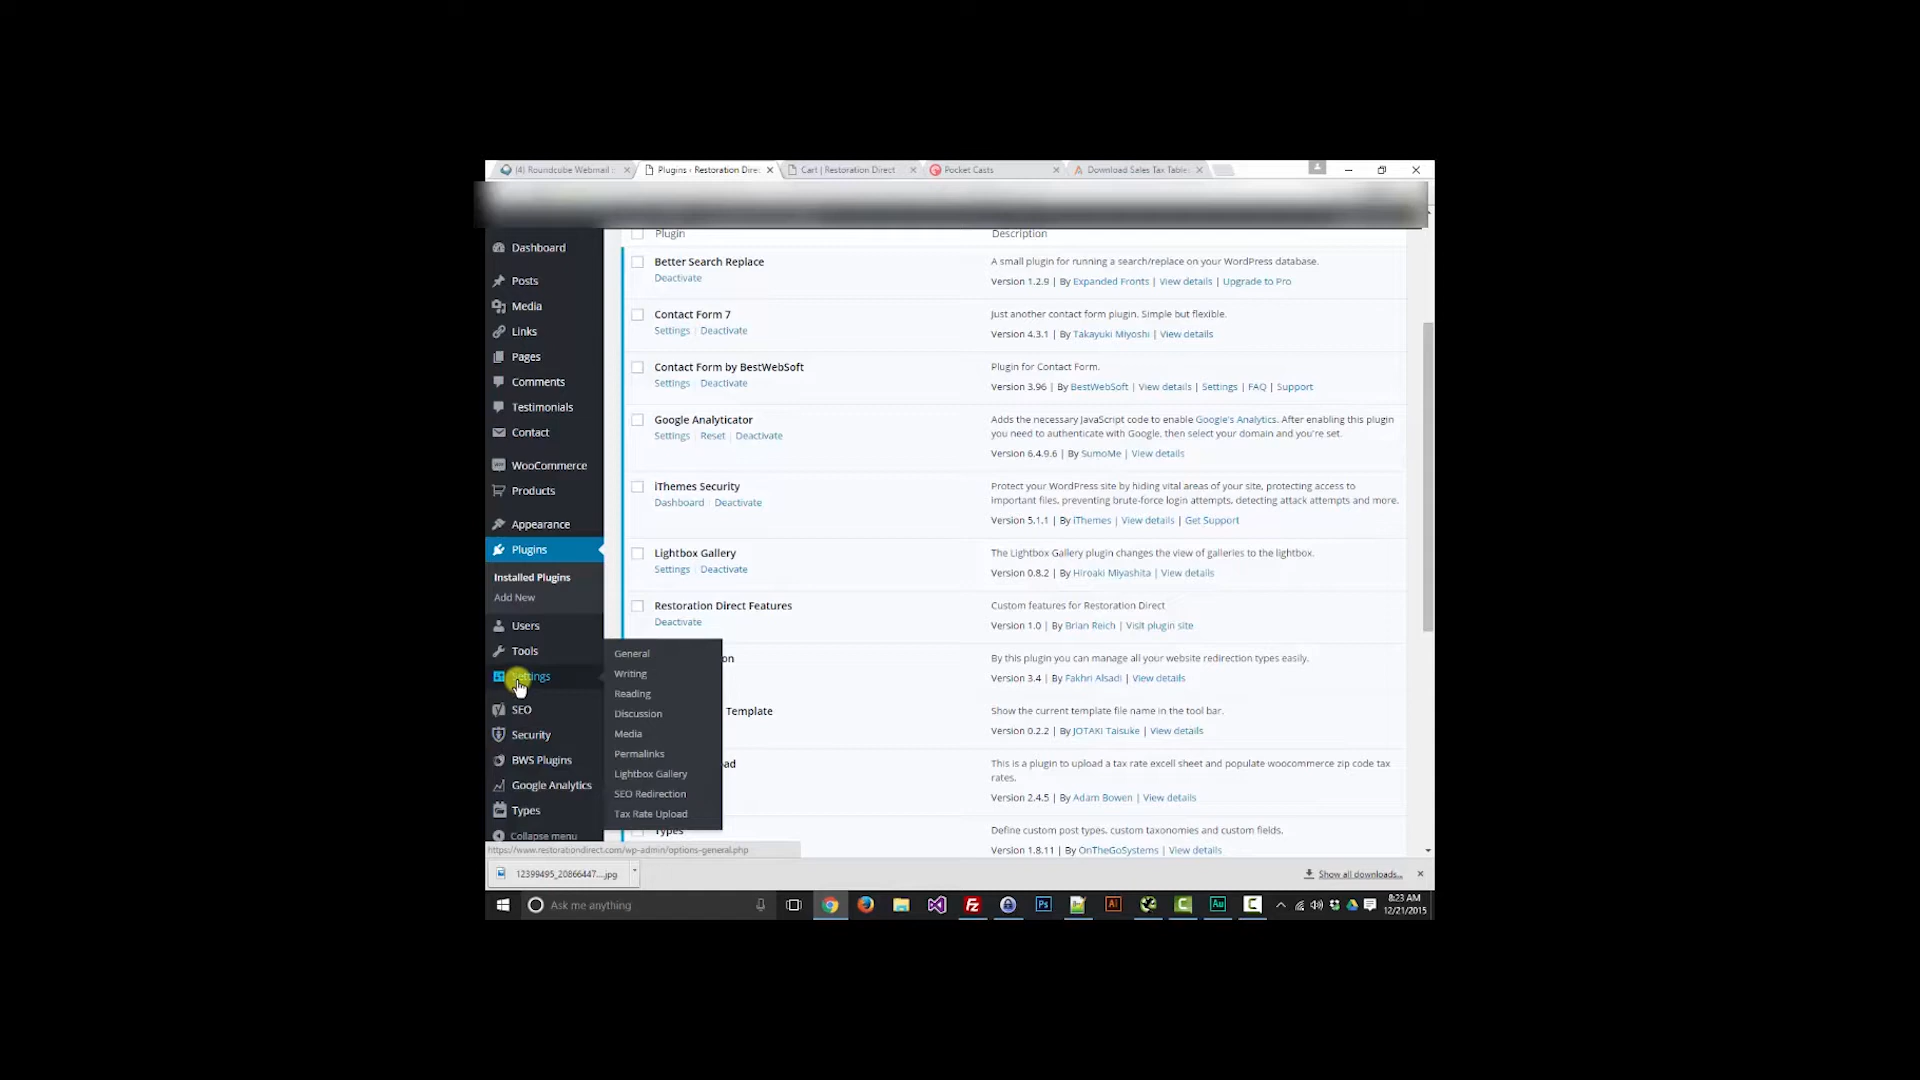 (4) Roundcube Webmail ::
Plugins ‹ Restoration Direc
Cart | Restoration Direct
Pocket Casts
Download Sales Tax Table
Dashboard
Posts
Media
Links
Pages
Comments
Testimonials
Contact
WooCommerce
Products
Appearance
Plugins
Installed Plugins
Add New
Users
Tools
Settings
SEO
Security
BWS Plugins
Google Analytics
Types
Collapse menu
General
Writing
Reading
Discussion
Media
Permalinks
Lightbox Gallery
SEO Redirection
Tax Rate Upload
Plugin
Description
Better Search Replace
Deactivate
A small plugin for running a search/replace on your WordPress database.
Version 1.2.9 | By Expanded Fronts | View details | Upgrade to Pro
Contact Form 7
Settings | Deactivate
Just another contact form plugin. Simple but flexible.
Version 4.3.1 | By Takayuki Miyoshi | View details
Contact Form by BestWebSoft
Settings | Deactivate
Plugin for Contact Form.
Version 3.96 | By BestWebSoft | View details | Settings | FAQ | Support
Google Analyticator
Settings | Reset | Deactivate
Adds the necessary JavaScript code to enable Google's Analytics. After enabling this plugin
you need to authenticate with Google, then select your domain and you're set.
Version 6.4.9.6 | By SumoMe | View details
iThemes Security
Dashboard | Deactivate
Protect your WordPress site by hiding vital areas of your site, protecting access to
important files, preventing brute-force login attempts, detecting attack attempts and more.
Version 5.1.1 | By iThemes | View details | Get Support
Lightbox Gallery
Settings | Deactivate
The Lightbox Gallery plugin changes the view of galleries to the lightbox.
Version 0.8.2 | By Hiroaki Miyashita | View details
Restoration Direct Features
Deactivate
Custom features for Restoration Direct
Version 1.0 | By Brian Reich | Visit plugin site
on
By this plugin you can manage all your website redirection types easily.
Version 3.4 | By Fakhri Alsadi | View details
Template
Show the current template file name in the tool bar.
Version 0.2.2 | By JOTAKI Taisuke | View details
ad
This is a plugin to upload a tax rate excell sheet and populate woocommerce zip code tax
rates.
Version 2.4.5 | By Adam Bowen | View details
Types
Define custom post types, custom taxonomies and custom fields.
Version 1.8.11 | By OnTheGoSystems | View details
https://www.restorationdirect.com/wp-admin/options-general.php
12399495_20866447....jpg
Show all downloads...
Ask me anything
8:23 AM
12/21/2015